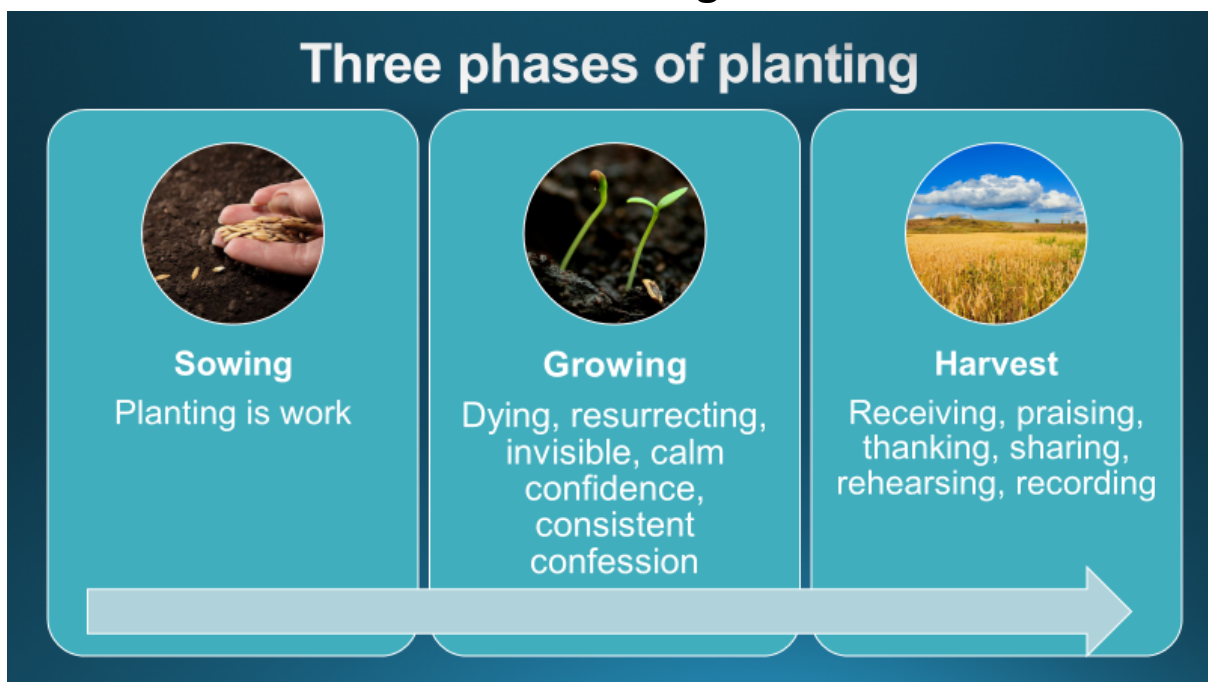 Three phases of planting
Sowing
Planting is work
Growing
Dying, resurrecting,
invisible, calm
confidence,
consistent
confession
Harvest
Receiving, praising,
thanking, sharing,
rehearsing, recording